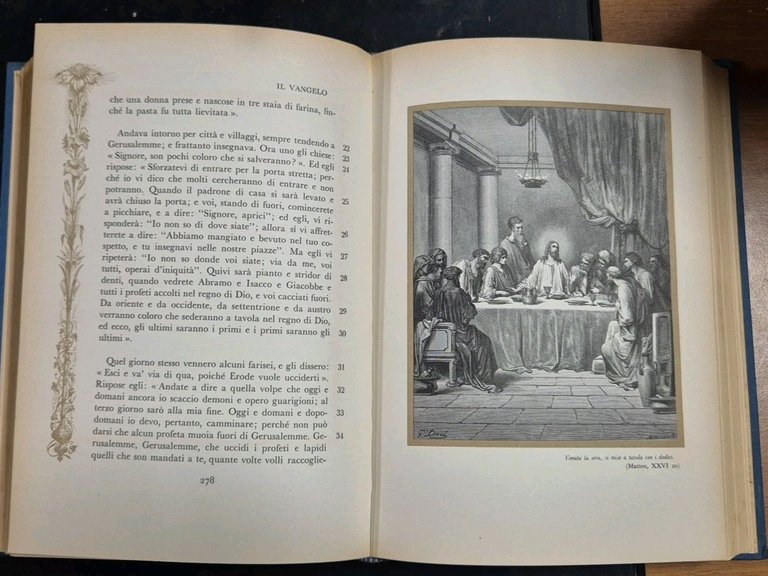 IL VANGELO
che una donna prese e nascose in tre staia di farina, fin-
ché la pasta fu tutta lievitata ».
Andava intorno per città e villaggi, sempre tendendo a 22
Gerusalemme; e frattanto insegnava. Ora uno gli chiese: 23
« Signore, son pochi coloro che si salveranno? ». Ed egli 24
rispose: « Sforzatevi di entrare per la porta stretta; per-
ché io vi dico che molti cercheranno di entrare e non
potranno. Quando il padrone di casa si sarà levato e 25
avrà chiuso la porta; e voi, stando di fuori, comincerete
a picchiare, e a dire: “Signore, aprici”; ed egli, vi ri-
sponderà: “Io non so di dove siate”; allora sí vi affret- 26
terete a dire: “Abbiamo mangiato e bevuto nel tuo co-
spetto, e tu insegnavi nelle nostre piazze”. Ma egli vi 27
ripeterà: “Io non so donde voi siate; via da me, voi
tutti, operai d'iniquità”. Quivi sarà pianto e stridor di 28
denti, quando vedrete Abramo e Isacco e Giacobbe e
tutti i profeti accolti nel regno di Dio, e voi cacciati fuori.
Da oriente e da occidente, da settentrione e da austro 29
verranno coloro che sederanno a tavola nel regno di Dio,
ed ecco, gli ultimi saranno i primi e i primi saranno gli 30
ultimi ».
Quel giorno stesso vennero alcuni farisei, e gli dissero: 31
« Esci e va' via di qua, poiché Erode vuole ucciderti ».
Rispose egli: « Andate a dire a quella volpe che oggi e 32
domani ancora io scaccio demoni e opero guarigioni; al
terzo giorno sarò alla mia fine. Oggi e domani e dopo- 33
domani io devo, pertanto, camminare; perché non può
darsi che alcun profeta muoia fuori di Gerusalemme. Ge- 34
rusalemme, Gerusalemme, che uccidi i profeti e lapidi
quelli che son mandati a te, quante volte volli raccoglie-
278
G. Doré
Venuta la sera, si mise a tavola con i dodici.
(Matteo, XXVI 20)